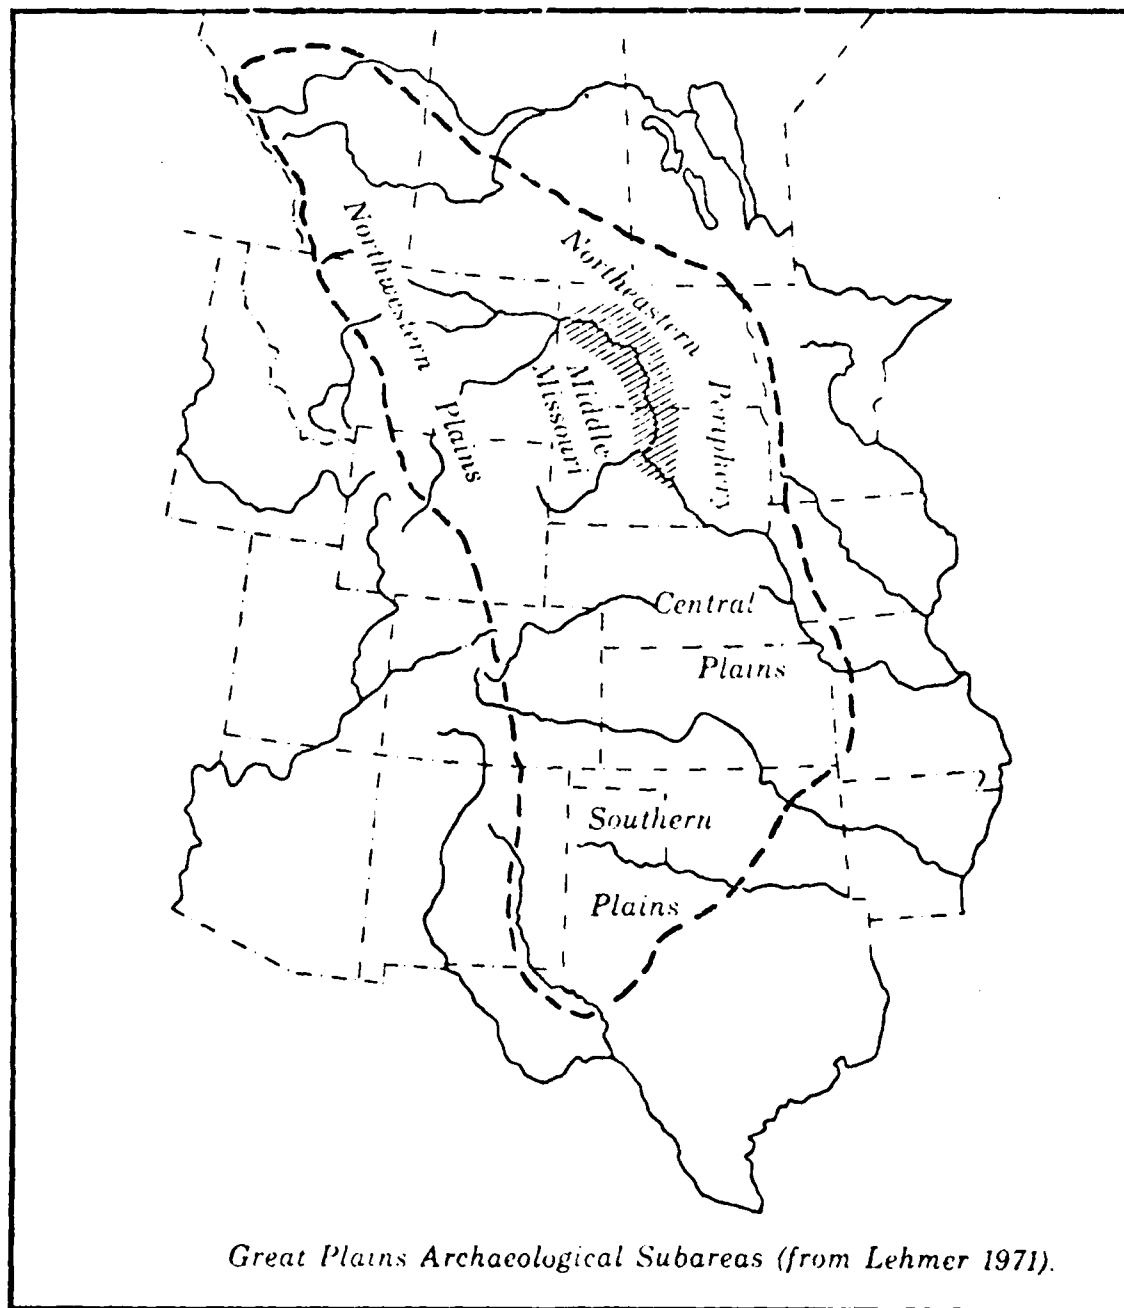 Northwestern
Plains
Northeastern
Periphery
Middle
Missouri
Central
Plains
Southern
Plains
Great Plains Archaeological Subareas (from Lehmer 1971).